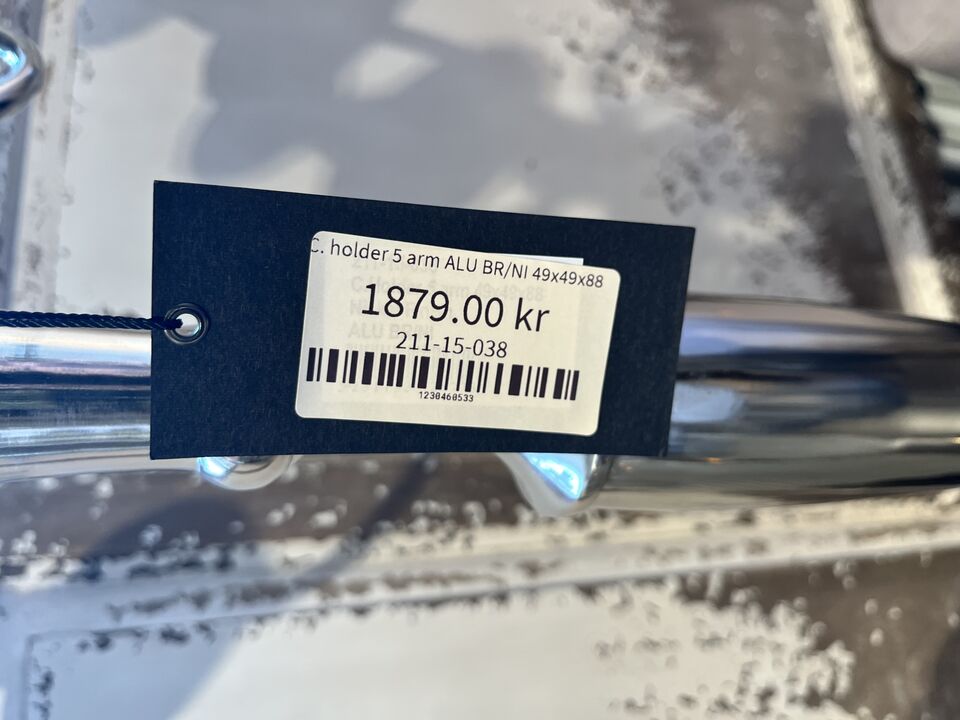 C. holder 5 arm ALU BR/NI 49x49x88
1879.00 kr
211-15-038
1230460533